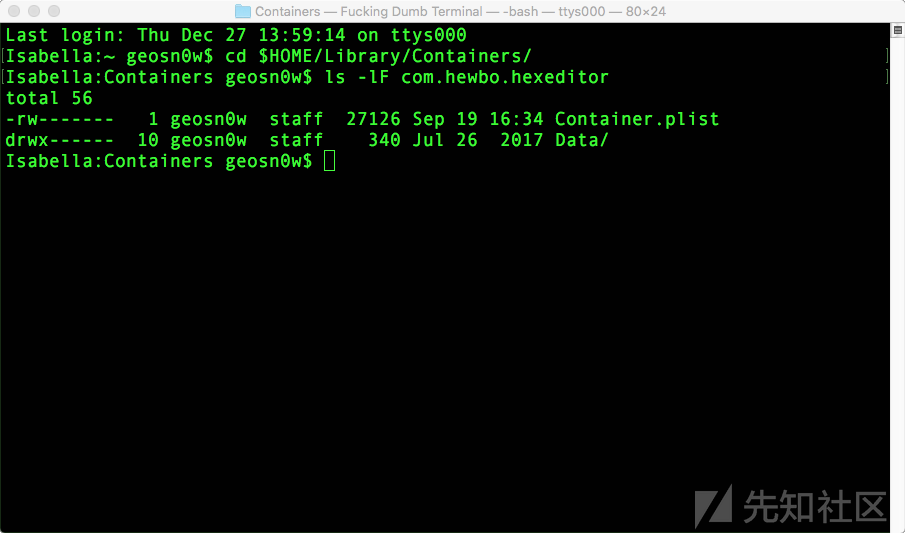 Containers — Fucking Dumb Terminal — -bash — ttys000 — 80×24
Last login: Thu Dec 27 13:59:14 on ttys000
[Isabella:~ geosn0w$ cd $HOME/Library/Containers/ ]
[Isabella:Containers geosn0w$ ls -lF com.hewbo.hexeditor ]
total 56
-rw-------   1 geosn0w  staff  27126 Sep 19 16:34 Container.plist
drwx------  10 geosn0w  staff    340 Jul 26  2017 Data/
Isabella:Containers geosn0w$
先知社区